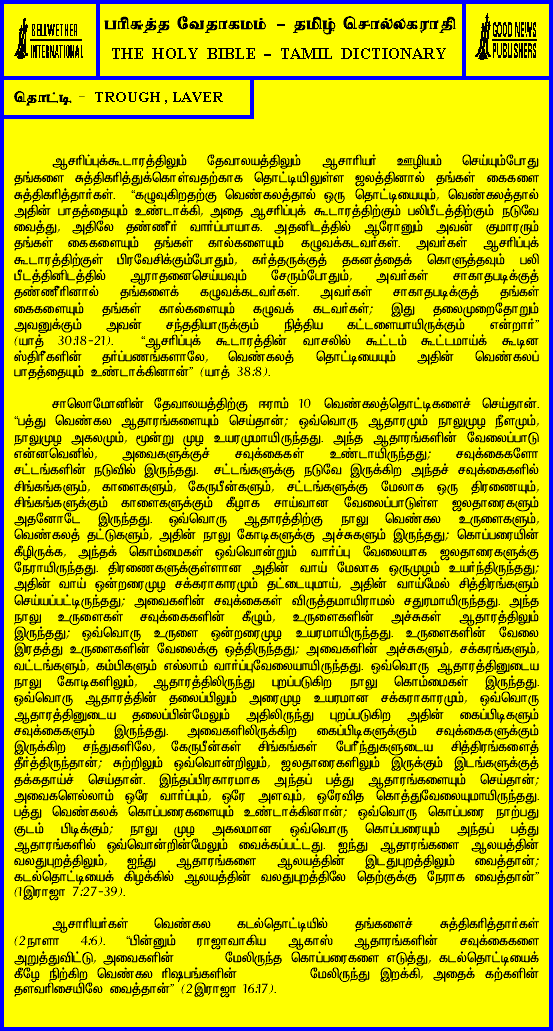 BELLWETHER
INTERNATIONAL
பரிசுத்த வேதாகமம் - தமிழ் சொல்லகராதி
THE HOLY BIBLE - TAMIL DICTIONARY
GOOD NEWS
PUBLISHERS
தொட்டி - TROUGH, LAVER
ஆசரிப்புக்கூடாரத்திலும் தேவாலயத்திலும் ஆசாரியர் ஊழியம் செய்யும்போது
தங்களை சுத்திகரித்துக்கொள்வதற்காக தொட்டியிலுள்ள ஜலத்தினால் தங்கள் கைகளை
சுத்திகரித்தார்கள். “கழுவுகிறதற்கு வெண்கலத்தால் ஒரு தொட்டியையும், வெண்கலத்தால்
அதின் பாதத்தையும் உண்டாக்கி, அதை ஆசரிப்புக் கூடாரத்திற்கும் பலிபீடத்திற்கும் நடுவே
வைத்து, அதிலே தண்ணீர் வார்ப்பாயாக. அதனிடத்தில் ஆரோனும் அவன் குமாரரும்
தங்கள் கைகளையும் தங்கள் கால்களையும் கழுவக்கடவர்கள். அவர்கள் ஆசரிப்புக்
கூடாரத்திற்குள் பிரவேசிக்கும்போதும், கர்த்தருக்குத் தகனத்தைக் கொளுத்தவும் பலி
பீடத்தினிடத்தில் ஆராதனைசெய்யவும் சேரும்போதும், அவர்கள் சாகாதபடிக்குத்
தண்ணீரினால் தங்களைக் கழுவக்கடவர்கள். அவர்கள் சாகாதபடிக்குத் தங்கள்
கைகளையும் தங்கள் கால்களையும் கழுவக் கடவர்கள்; இது தலைமுறைதோறும்
அவனுக்கும் அவன் சந்ததியாருக்கும் நித்திய கட்டளையாயிருக்கும் என்றார்”
(யாத் 30:18-21). “ஆசரிப்புக் கூடாரத்தின் வாசலில் கூட்டம் கூட்டமாய்க் கூடின
ஸ்திரீகளின் தர்ப்பணங்களாலே, வெண்கலத் தொட்டியையும் அதின் வெண்கலப்
பாதத்தையும் உண்டாக்கினான்” (யாத் 38:8).
சாலொமோனின் தேவாலயத்திற்கு ஈராம் 10 வெண்கலத்தொட்டிகளைச் செய்தான்.
“பத்து வெண்கல ஆதாரங்களையும் செய்தான்; ஒவ்வொரு ஆதாரமும் நாலுமுழ நீளமும்,
நாலுமுழ அகலமும், மூன்று முழ உயரமுமாயிருந்தது. அந்த ஆதாரங்களின் வேலைப்பாடு
என்னவெனில், அவைகளுக்குச் சவுக்கைகள் உண்டாயிருந்தது; சவுக்கைகளோ
சட்டங்களின் நடுவில் இருந்தது. சட்டங்களுக்கு நடுவே இருக்கிற அந்தச் சவுக்கைகளில்
சிங்கங்களும், காளைகளும், கேருபீன்களும், சட்டங்களுக்கு மேலாக ஒரு திரணையும்,
சிங்கங்களுக்கும் காளைகளுக்கும் கீழாக சாய்வான வேலைப்பாடுள்ள ஜலதாரைகளும்
அதனோடே இருந்தது. ஒவ்வொரு ஆதாரத்திற்கு நாலு வெண்கல உருளைகளும்,
வெண்கலத் தட்டுகளும், அதின் நாலு கோடிகளுக்கு அச்சுகளும் இருந்தது; கொப்பரையின்
கீழிருக்க, அந்தக் கொம்மைகள் ஒவ்வொன்றும் வார்ப்பு வேலையாக ஜலதாரைகளுக்கு
நேராயிருந்தது. திரணைகளுக்குள்ளான அதின் வாய் மேலாக ஒருமுழம் உயர்ந்திருந்தது;
அதின் வாய் ஒன்றரைமுழ சக்கராகாரமும் தட்டையுமாய், அதின் வாய்மேல் சித்திரங்களும்
செய்யப்பட்டிருந்தது; அவைகளின் சவுக்கைகள் விருத்தமாயிராமல் சதுரமாயிருந்தது. அந்த
நாலு உருளைகள் சவுக்கைகளின் கீழும், உருளைகளின் அச்சுகள் ஆதாரத்திலும்
இருந்தது; ஒவ்வொரு உருளை ஒன்றரைமுழ உயரமாயிருந்தது. உருளைகளின் வேலை
இரதத்து உருளைகளின் வேலைக்கு ஒத்திருந்தது; அவைகளின் அச்சுகளும், சக்கரங்களும்,
வட்டங்களும், கம்பிகளும் எல்லாம் வார்ப்புவேலையாயிருந்தது. ஒவ்வொரு ஆதாரத்தினுடைய
நாலு கோடிகளிலும், ஆதாரத்திலிருந்து புறப்படுகிற நாலு கொம்மைகள் இருந்தது.
ஒவ்வொரு ஆதாரத்தின் தலைப்பிலும் அரைமுழ உயரமான சக்கராகாரமும், ஒவ்வொரு
ஆதாரத்தினுடைய தலைப்பின்மேலும் அதிலிருந்து புறப்படுகிற அதின் கைப்பிடிகளும்
சவுக்கைகளும் இருந்தது. அவைகளிலிருக்கிற கைப்பிடிகளுக்கும் சவுக்கைகளுக்கும்
இருக்கிற சந்துகளிலே, கேருபீன்கள் சிங்கங்கள் பேரீந்துகளுடைய சித்திரங்களைத்
தீர்த்திருந்தான்; சுற்றிலும் ஒவ்வொன்றிலும், ஜலதாரைகளிலும் இருக்கும் இடங்களுக்குத்
தக்கதாய்ச் செய்தான். இந்தப்பிரகாரமாக அந்தப் பத்து ஆதாரங்களையும் செய்தான்;
அவைகளெல்லாம் ஒரே வார்ப்பும், ஒரே அளவும், ஒரேவித கொத்துவேலையுமாயிருந்தது.
பத்து வெண்கலக் கொப்பரைகளையும் உண்டாக்கினான்; ஒவ்வொரு கொப்பரை நாற்பது
குடம் பிடிக்கும்; நாலு முழ அகலமான ஒவ்வொரு கொப்பரையும் அந்தப் பத்து
ஆதாரங்களில் ஒவ்வொன்றின்மேலும் வைக்கப்பட்டது. ஐந்து ஆதாரங்களை ஆலயத்தின்
வலதுபுறத்திலும், ஐந்து ஆதாரங்களை ஆலயத்தின் இடதுபுறத்திலும் வைத்தான்;
கடல்தொட்டியைக் கிழக்கில் ஆலயத்தின் வலதுபுறத்திலே தெற்குக்கு நேராக வைத்தான்”
(1இராஜா 7:27-39).
ஆசாரியர்கள் வெண்கல கடல்தொட்டியில் தங்களைச் சுத்திகரித்தார்கள்
(2நாளா 4:6). “பின்னும் ராஜாவாகிய ஆகாஸ் ஆதாரங்களின் சவுக்கைகளை
அறுத்துவிட்டு, அவைகளின் மேலிருந்த கொப்பரைகளை எடுத்து, கடல்தொட்டியைக்
கீழே நிற்கிற வெண்கல ரிஷபங்களின் மேலிருந்து இறக்கி, அதைக் கற்களின்
தளவரிசையிலே வைத்தான்” (2இராஜா 16:17).